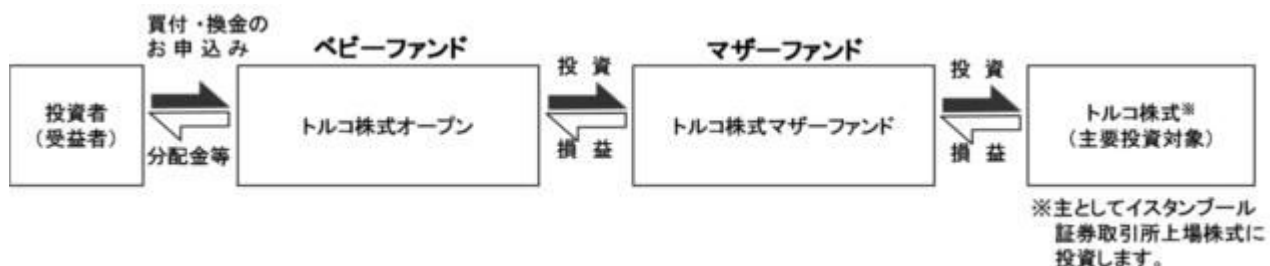 買付・換金の
お申込み
ベビーファンド
マザーファンド
投資
投資
投資者
（受益者）
トルコ株式オープン
トルコ株式マザーファンド
トルコ株式※
（主要投資対象）
分配金等
損益
損益
※主としてイスタンブール
証券取引所上場株式に
投資します。